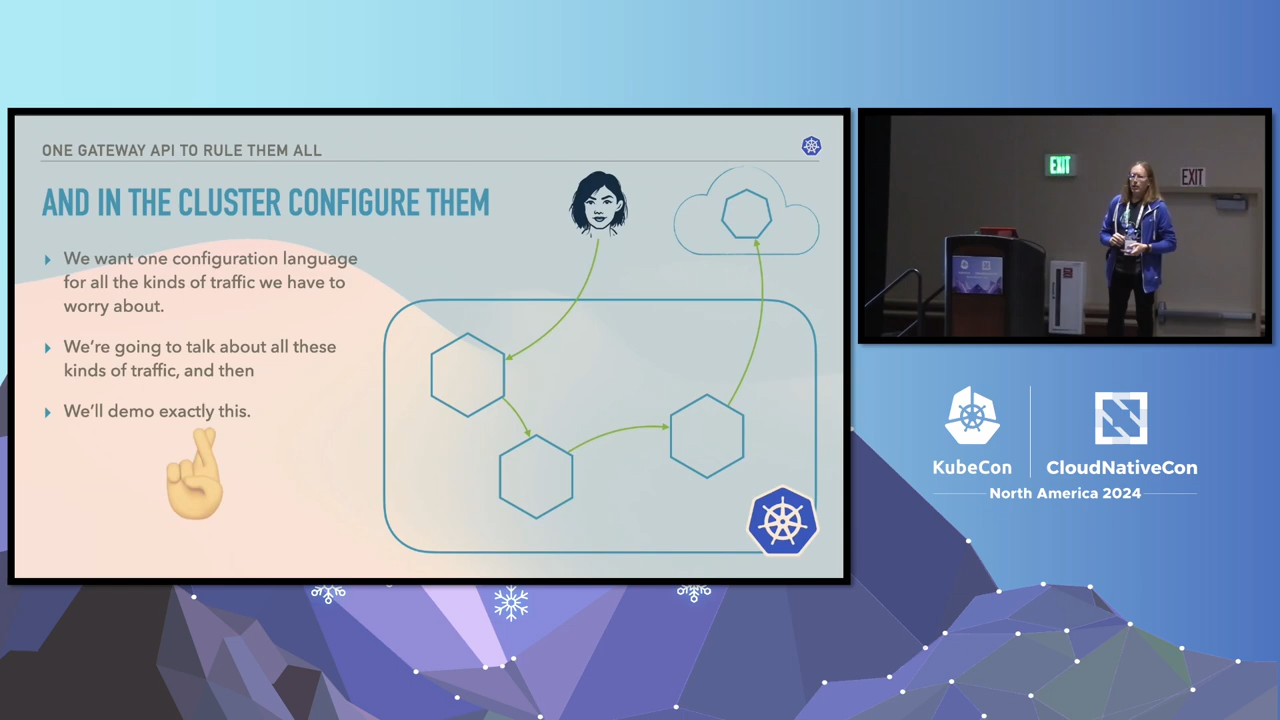 ONE GATEWAY API TO RULE THEM ALL
AND IN THE CLUSTER CONFIGURE THEM
We want one configuration language
for all the kinds of traffic we have to
worry about.
We're going to talk about all these
kinds of traffic, and then
We'll demo exactly this.
EXIT
EXIT
KubeCon
CloudNativeCon
North America 2024